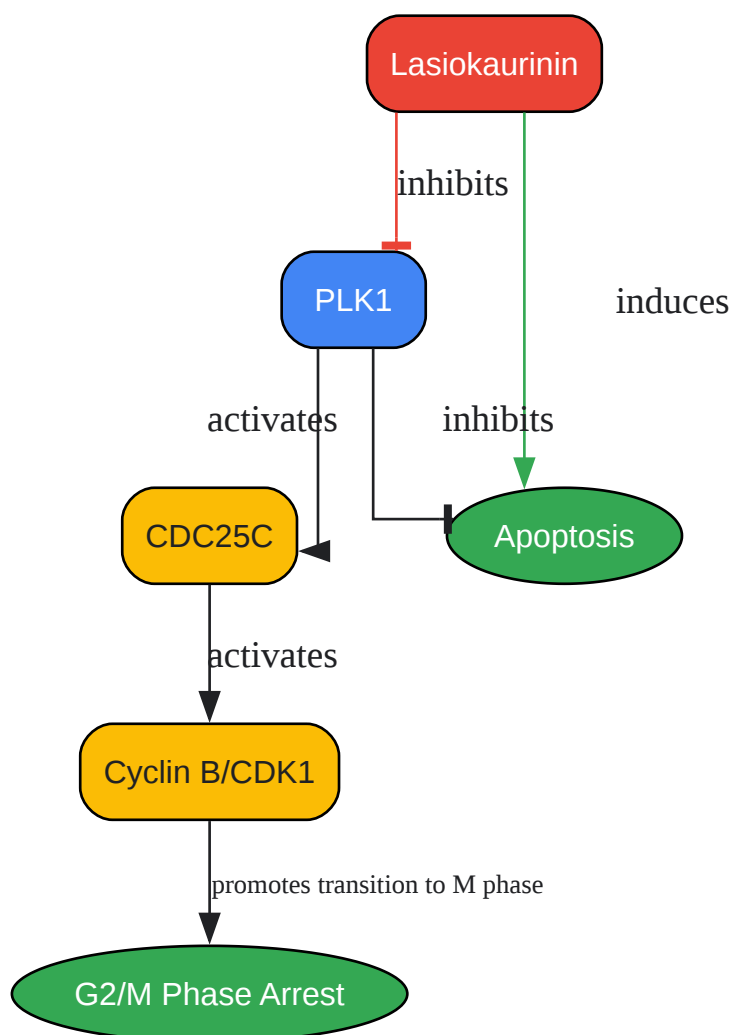 Lasiokaurinin
inhibits
PLK1
induces
activates
inhibits
CDC25C
Apoptosis
activates
Cyclin B/CDK1
promotes transition to M phase
G2/M Phase Arrest